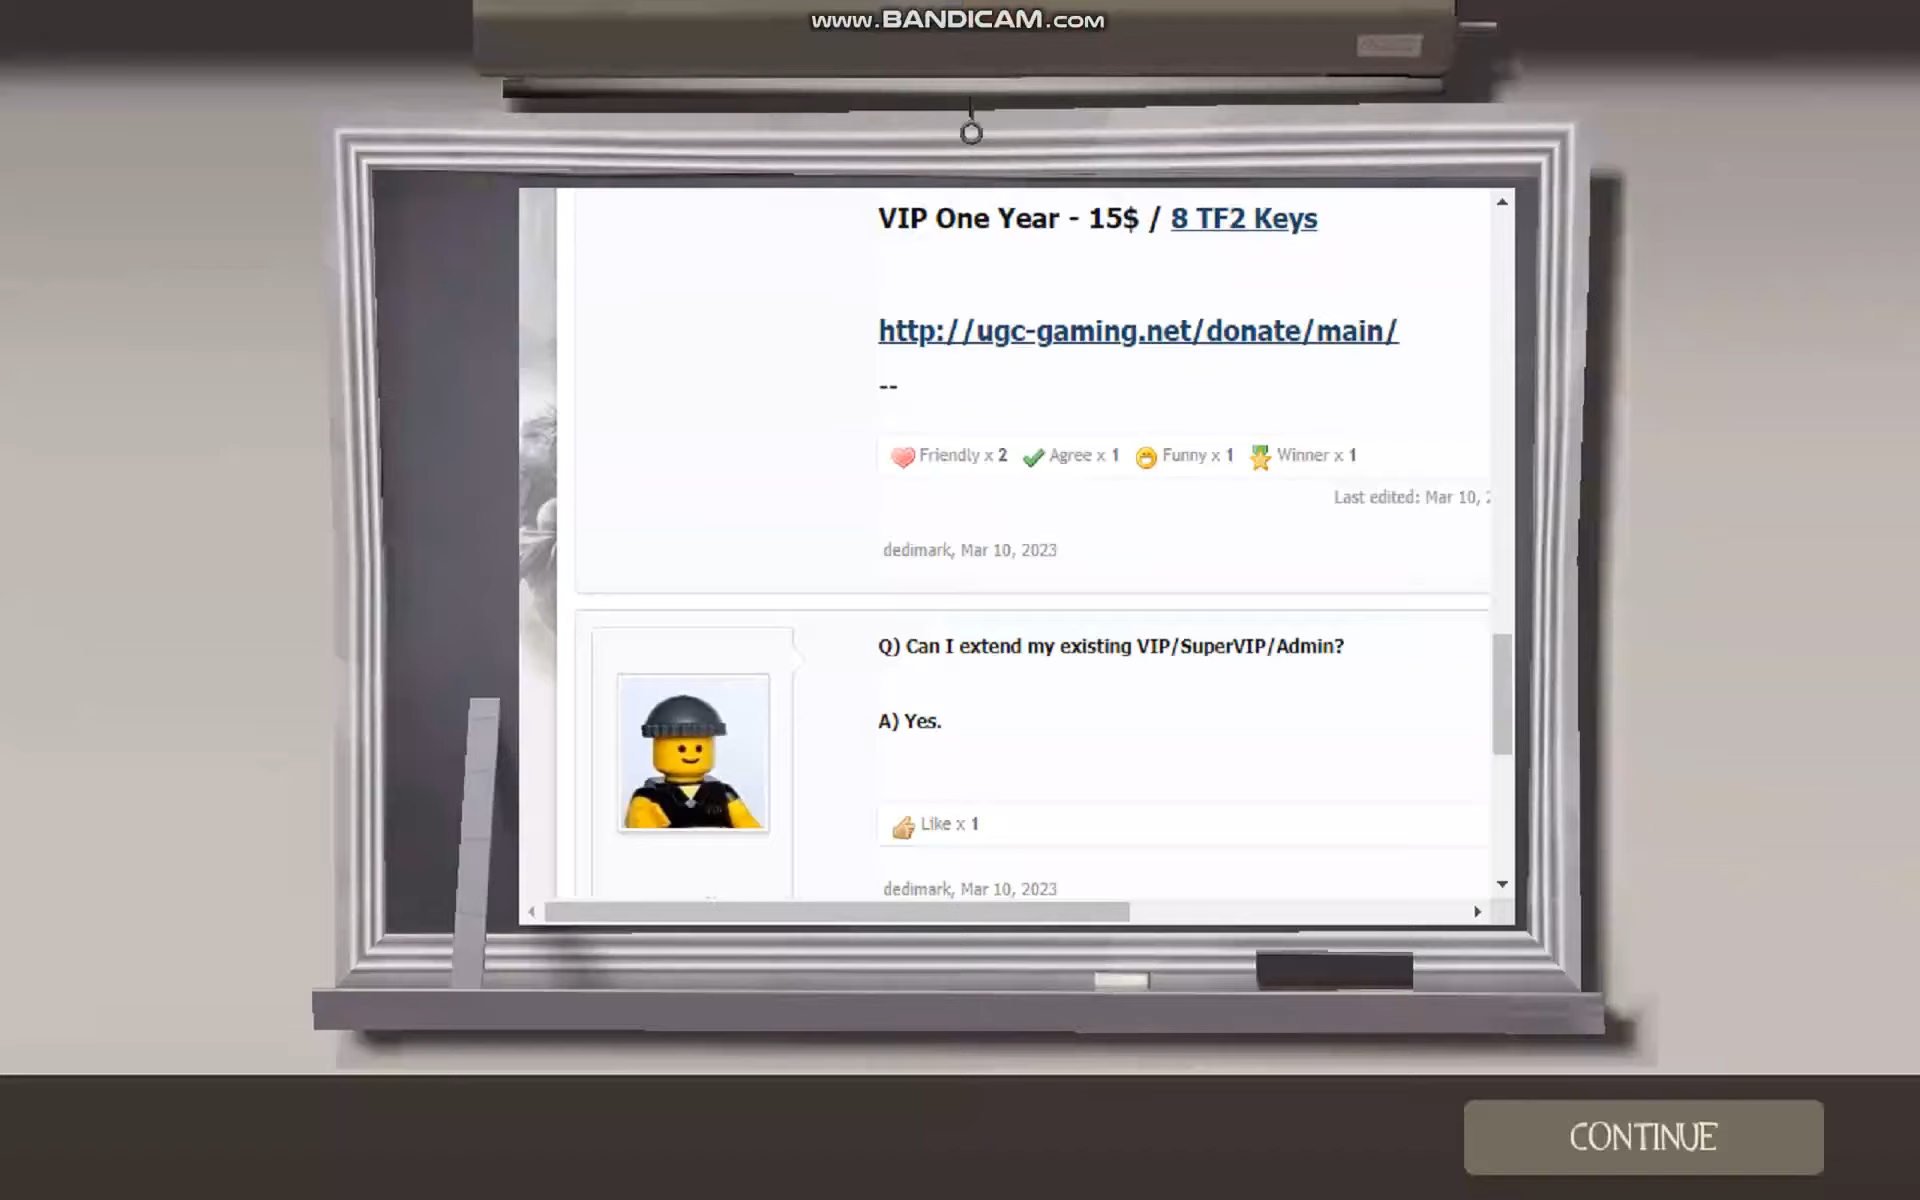 www.BANDICAM.com
VIP One Year - 15$ / 8 TF2 Keys
http://ugc-gaming.net/donate/main/
--
Friendly x 2 Agree x 1 Funny x 1 Winner x 1
Last edited: Mar 10,
dedimark, Mar 10, 2023
Q) Can I extend my existing VIP/SuperVIP/Admin?
A) Yes.
Like x 1
dedimark, Mar 10, 2023
CONTINUE